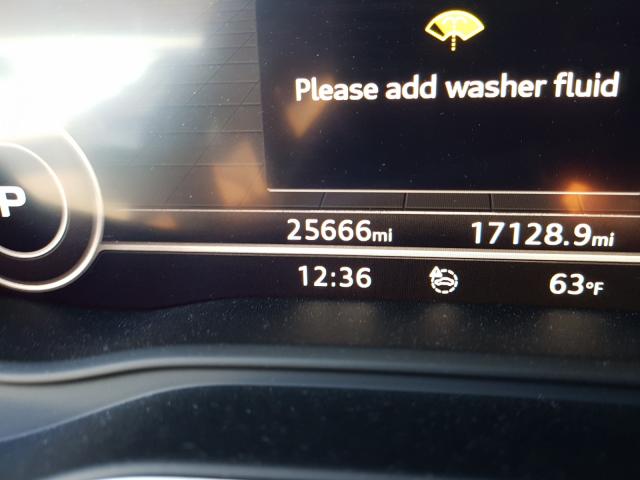 Please add washer fluid
P
25666mi 17128.9mi
12:36 63°F